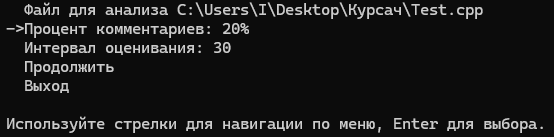 Файл для анализа C:\Users\I\Desktop\Курсач\Test.cpp
—>Процент комментариев: 20%
Интервал оценивания: 30
Продолжить
Выход
Используйте стрелки для навигации по меню, Enter для выбора.